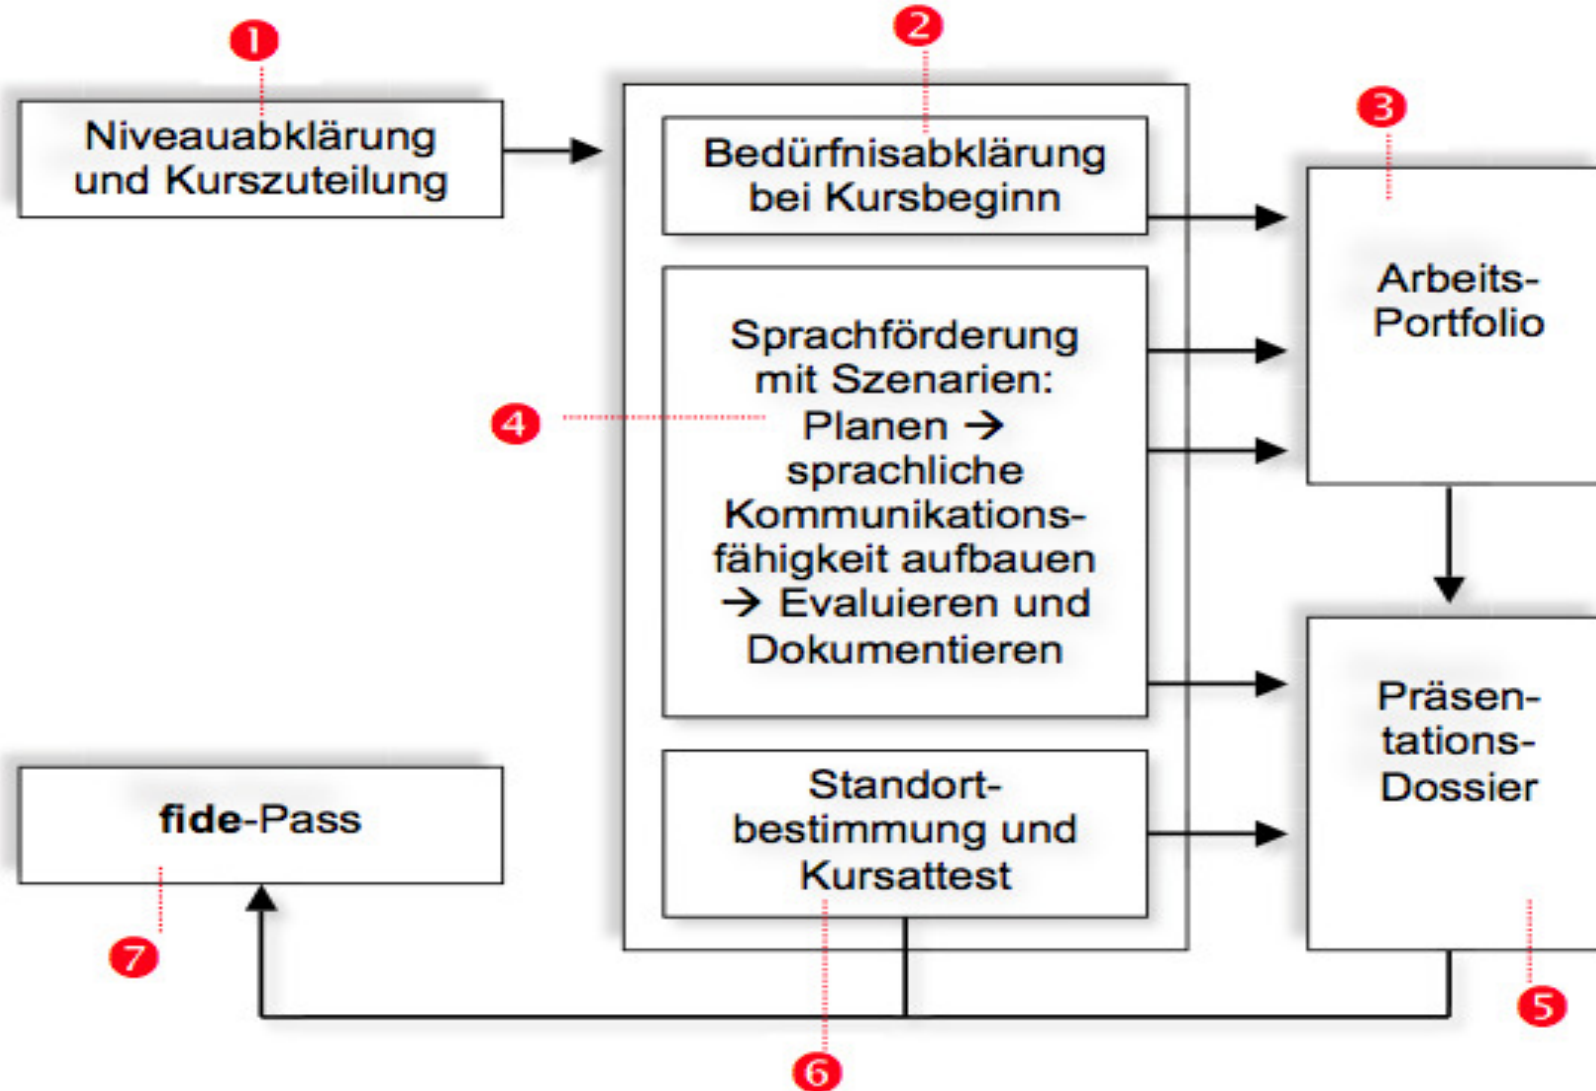 1
Niveauabklärung
und Kurszuteilung
2
Bedürfnisabklärung
bei Kursbeginn
3
Arbeits-
Portfolio
4
Sprachförderung
mit Szenarien:
Planen →
sprachliche
Kommunikations-
fähigkeit aufbauen
→ Evaluieren und
Dokumentieren
Präsen-
tations-
Dossier
5
Standort-
bestimmung und
Kursattest
6
fide-Pass
7